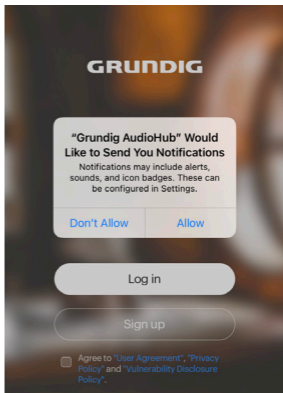 GRUNDIG
"Grundig AudioHub" Would
Like to Send You Notifications
Notifications may include alerts,
sounds, and icon badges. These can
be configured in Settings.
Don't Allow
Allow
Log in
Sign up
Agree to "User Agreement", "Privacy
Policy" and "Vulnerability Disclosure
Policy".